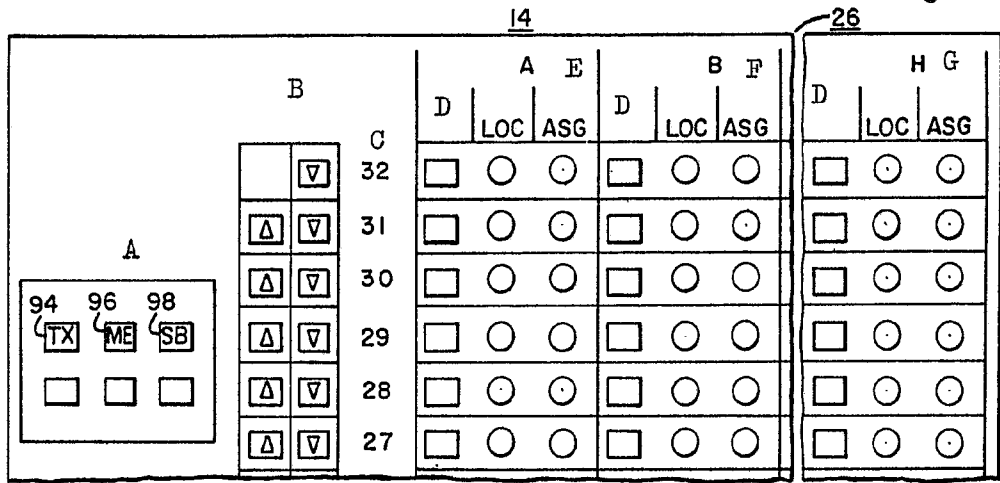 14 26
A E B F H G
B D D D
LOC ASG LOC ASG LOC ASG
C
32
31
A
30
94 96 98
TX ME SB 29
28
27